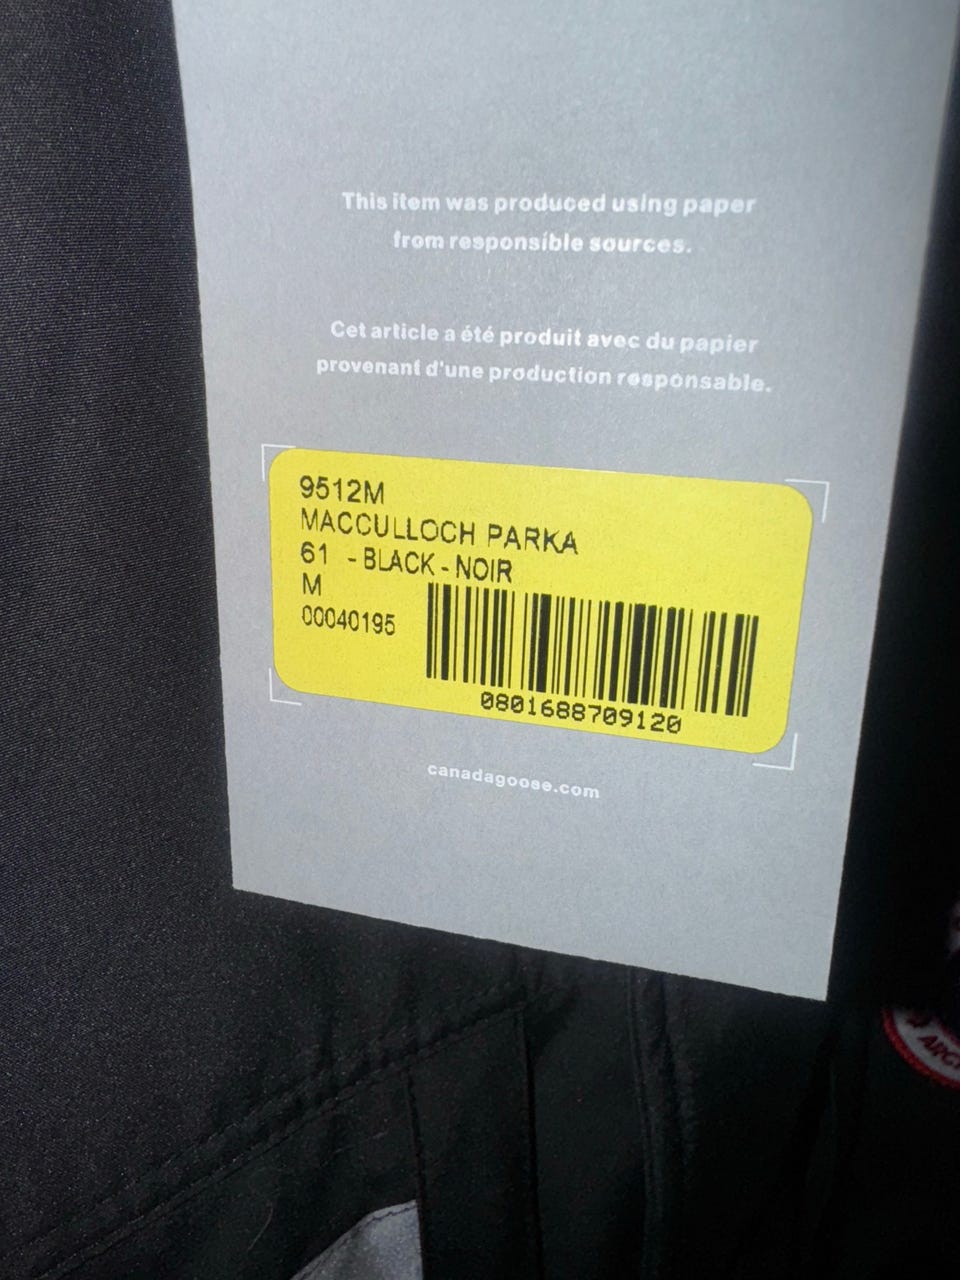 This item was produced using paper
from responsible sources.
Cet article a été produit avec du papier
provenant d'une production responsable.
9512M
MACCULLOCH PARKA
61 - BLACK - NOIR
M
00040195
0801688709120
canadagoose.com